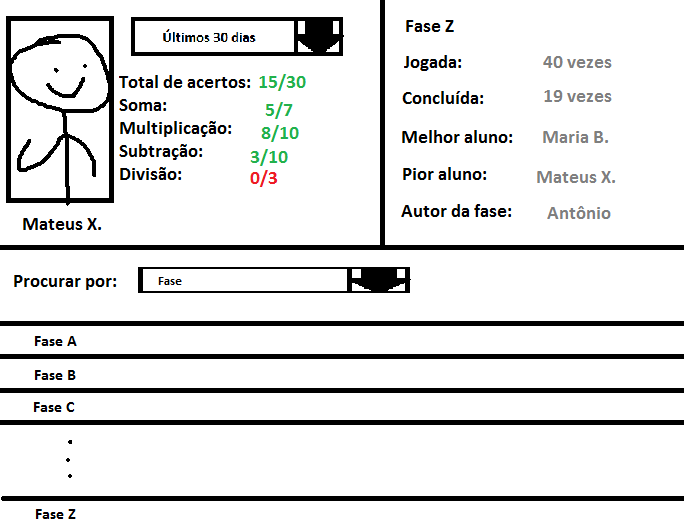 Últimos 30 dias
Total de acertos: 15/30
Soma: 5/7
Multiplicação: 8/10
Subtração: 3/10
Divisão: 0/3
Mateus X.
Fase Z
Jogada: 40 vezes
Concluída: 19 vezes
Melhor aluno: Maria B.
Pior aluno: Mateus X.
Autor da fase: Antônio
Procurar por: Fase
Fase A
Fase B
Fase C
Fase Z